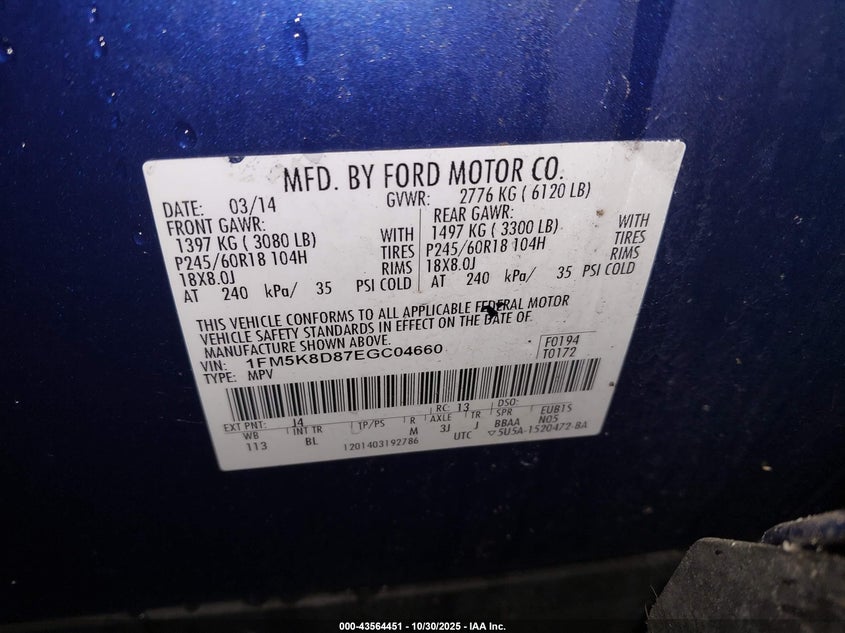 MFD. BY FORD MOTOR CO.
DATE: 03/14 GVWR: 2776 KG ( 6120 LB)
FRONT GAWR: REAR GAWR:
1397 KG ( 3080 LB) WITH 1497 KG ( 3300 LB) WITH
P245/60R18 104H TIRES P245/60R18 104H TIRES
18X8.0J RIMS 18X8.0J RIMS
AT 240 kPa/ 35 PSI COLD AT 240 kPa/ 35 PSI COLD
THIS VEHICLE CONFORMS TO ALL APPLICABLE FEDERAL MOTOR
VEHICLE SAFETY STANDARDS IN EFFECT ON THE DATE OF
MANUFACTURE SHOWN ABOVE.
VIN: 1FM5K8D87EGC04660 F0194
TYPE: MPV T0172
EXT PNT: J4 RC: 13 DSO:
WB INT TR TP/PS R AXLE TR SPR EUB1S
113 BL M 3J J BBAA N05
1201403192786 UTC ▽5U5A-1520472-BA
000-43564451 - 10/30/2025 - IAA Inc.